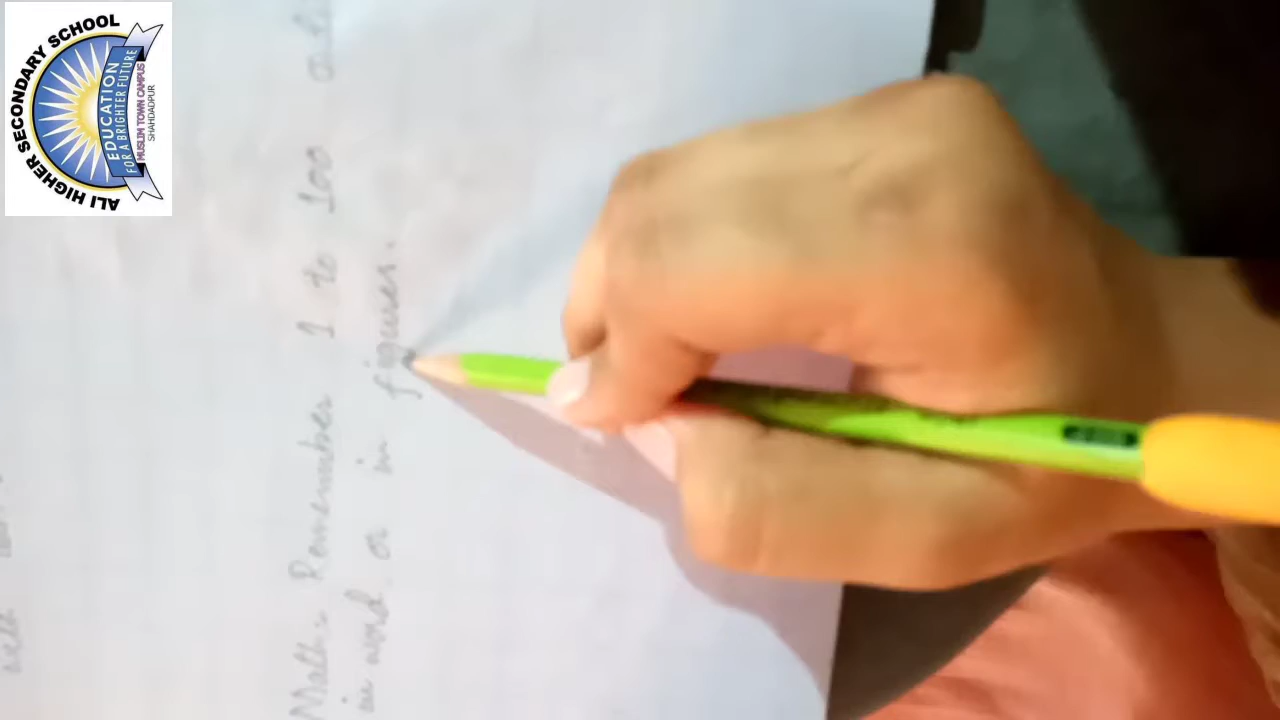 ALI HIGHER SECONDARY SCHOOL
EDUCATION
FOR A BRIGHTER FUTURE
MUSLIM TOWN CAMPUS
SHAHDADPUR
well
Math:- Remember 1 to 100
in word or in figures.